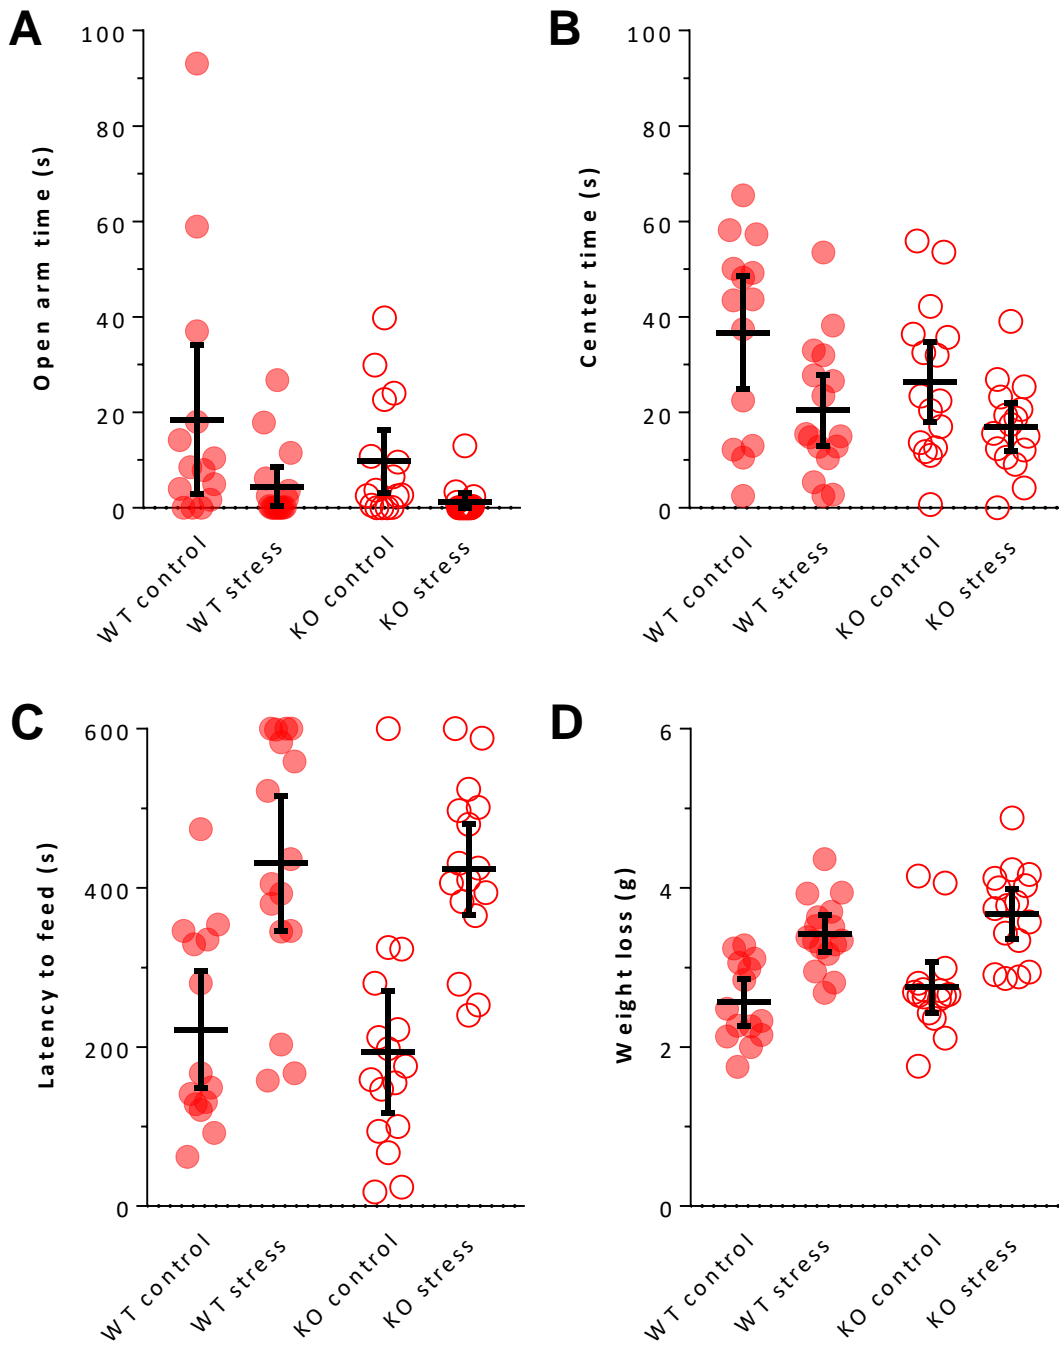 A
Open arm time (s)
100
80
60
40
20
0
WT control
WT stress
KO control
KO stress
B
Center time (s)
100
80
60
40
20
0
WT control
WT stress
KO control
KO stress
C
Latency to feed (s)
600
400
200
0
WT control
WT stress
KO control
KO stress
D
Weight loss (g)
6
4
2
0
WT control
WT stress
KO control
KO stress